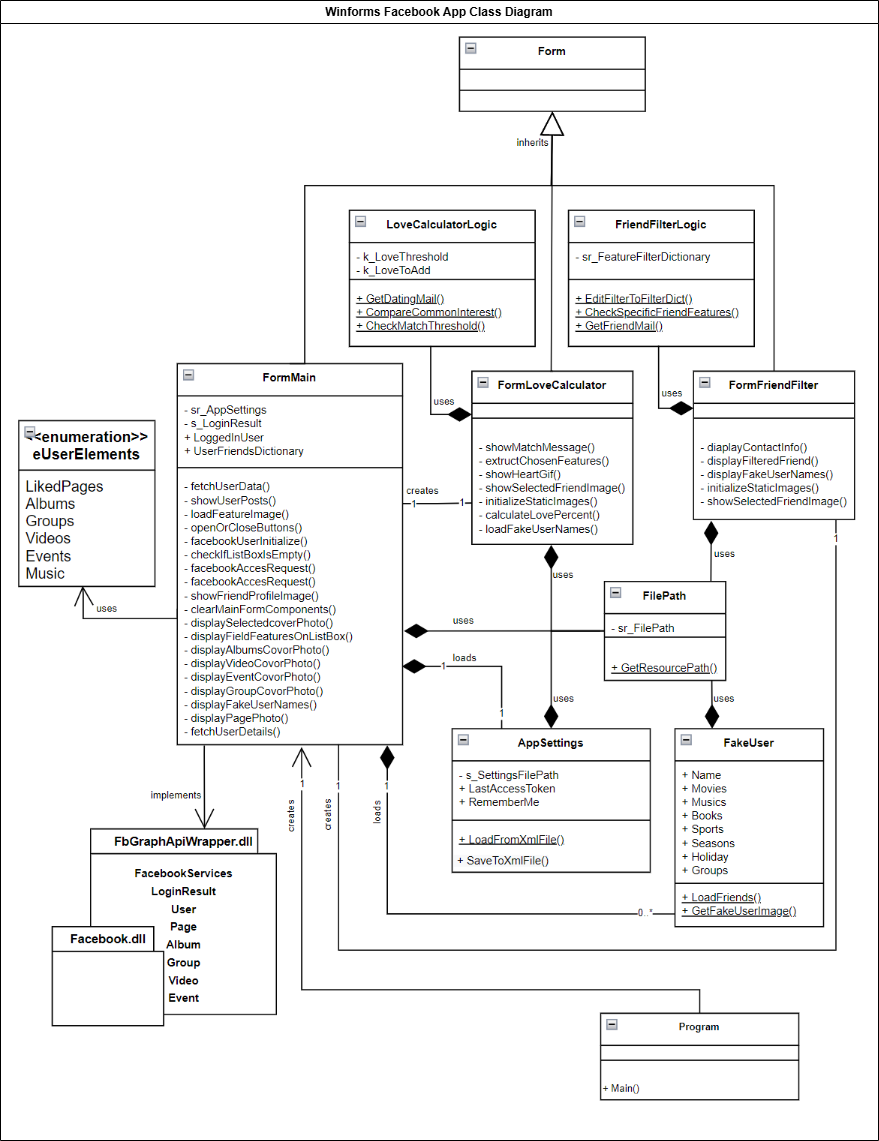 Winforms Facebook App Class Diagram
Form
inherits
LoveCalculatorLogic
- k_LoveThreshold
- k_LoveToAdd
+ GetDatingMail()
+ CompareCommonInterest()
+ CheckMatchThreshold()
uses
FriendFilterLogic
- sr_FeatureFilterDictionary
+ EditFilterToFilterDict()
+ CheckSpecificFriendFeatures()
+ GetFriendMail()
uses
FormMain
- sr_AppSettings
- s_LoginResult
+ LoggedInUser
+ UserFriendsDictionary
- fetchUserData()
- showUserPosts()
- loadFeatureImage()
- openOrCloseButtons()
- facebookUserInitialize()
- checkIfListBoxIsEmpty()
- facebookAccesRequest()
- facebookAccesRequest()
- showFriendProfileImage()
- clearMainFormComponents()
- displaySelectedcoverPhoto()
- displayFieldFeaturesOnListBox()
- displayAlbumsCovorPhoto()
- displayVideoCovorPhoto()
- displayEventCovorPhoto()
- displayGroupCovorPhoto()
- displayFakeUserNames()
- displayPagePhoto()
- fetchUserDetails()
FormLoveCalculator
- showMatchMessage()
- extructChosenFeatures()
- showHeartGif()
- showSelectedFriendImage()
- initializeStaticImages()
- calculateLovePercent()
- loadFakeUserNames()
FormFriendFilter
- diaplayContactInfo()
- displayFilteredFriend()
- displayFakeUserNames()
- initializeStaticImages()
- showSelectedFriendImage()
<<enumeration>>
eUserElements
LikedPages
Albums
Groups
Videos
Events
Music
uses
creates
1
1
1
uses
uses
FilePath
- sr_FilePath
+ GetResourcePath()
uses
loads
1
1
uses
uses
AppSettings
- s_SettingsFilePath
+ LastAccessToken
+ RememberMe
+ LoadFromXmlFile()
+ SaveToXmlFile()
FakeUser
+ Name
+ Movies
+ Musics
+ Books
+ Sports
+ Seasons
+ Holiday
+ Groups
+ LoadFriends()
+ GetFakeUserImage()
implements
1
creates
1
creates
1
loads
0..*
FbGraphApiWrapper.dll
FacebookServices
LoginResult
User
Page
Album
Group
Video
Event
Facebook.dll
Program
+ Main()